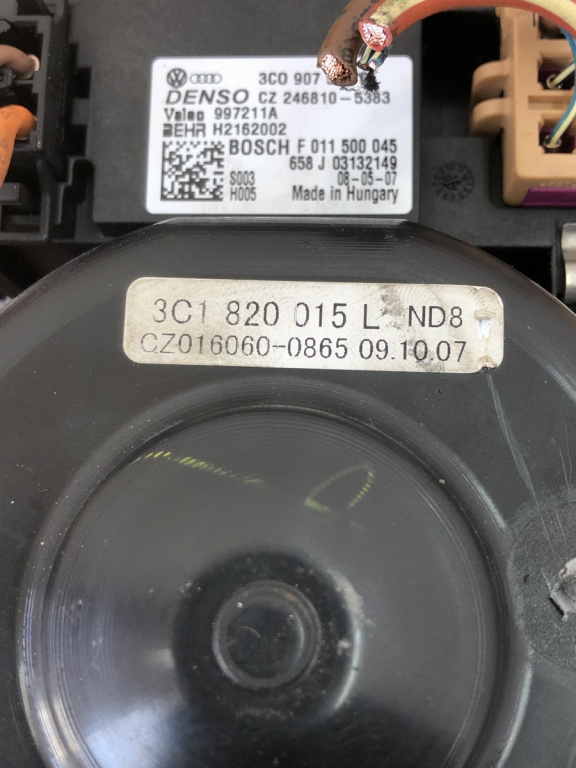 3C0 907
DENSO CZ 246810-5383
Valeo 997211A
BEHR H2162002
BOSCH F 011 500 045
658 J 03132149
S003 08-05-07
H005 Made in Hungary
3C1 820 015 L ND8
CZ016060-0865 09.10.07